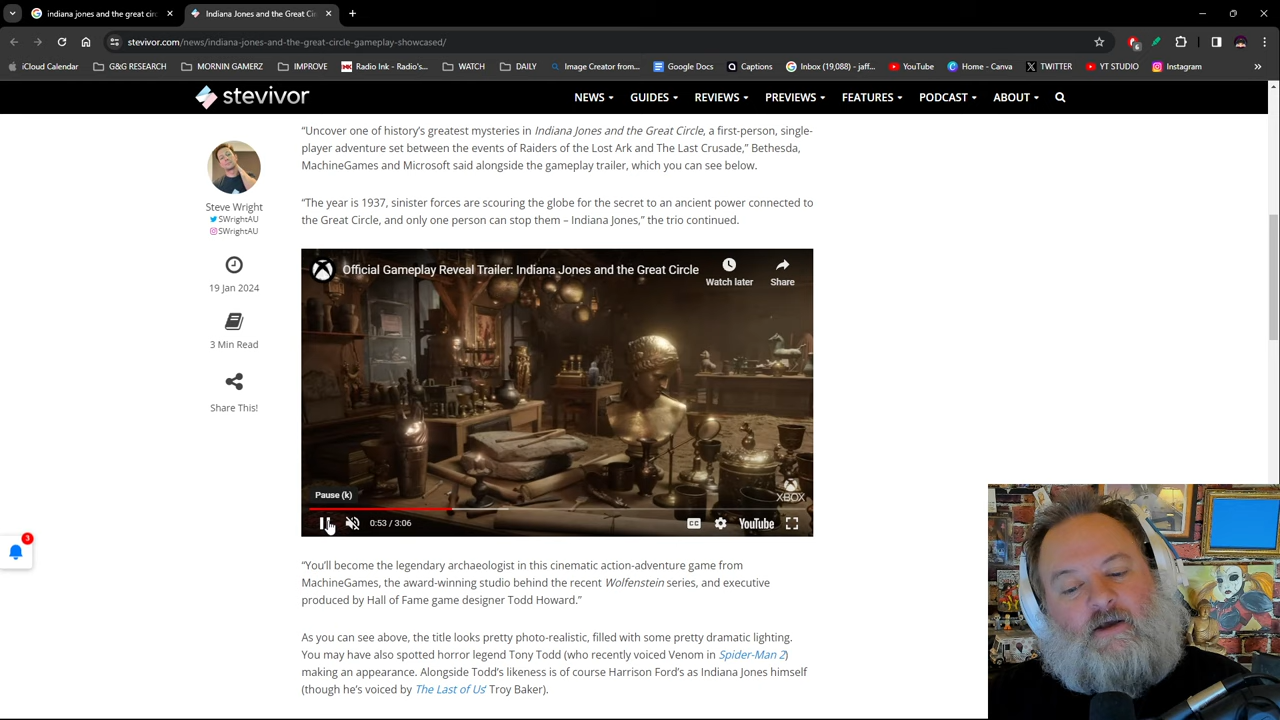 indiana jones and the great circ
Indiana Jones and the Great Cir
stevivor.com/news/indiana-jones-and-the-great-circle-gameplay-showcased/
6
iCloud Calendar
G&G RESEARCH
MORNIN GAMERZ
IMPROVE
Radio Ink - Radio's...
WATCH
DAILY
Image Creator from...
Google Docs
Captions
Inbox (19,088) - jaff...
YouTube
Home - Canva
TWITTER
YT STUDIO
Instagram
»
stevivor
NEWS
GUIDES
REVIEWS
PREVIEWS
FEATURES
PODCAST
ABOUT
“Uncover one of history’s greatest mysteries in Indiana Jones and the Great Circle, a first-person, single-
player adventure set between the events of Raiders of the Lost Ark and The Last Crusade,” Bethesda,
MachineGames and Microsoft said alongside the gameplay trailer, which you can see below.
Steve Wright
SWrightAU
SWrightAU
19 Jan 2024
3 Min Read
Share This!
“The year is 1937, sinister forces are scouring the globe for the secret to an ancient power connected to
the Great Circle, and only one person can stop them – Indiana Jones,” the trio continued.
Official Gameplay Reveal Trailer: Indiana Jones and the Great Circle
Watch later
Share
XBOX
Pause (k)
0:53 / 3:06
CC
YouTube
3
“You’ll become the legendary archaeologist in this cinematic action-adventure game from
MachineGames, the award-winning studio behind the recent Wolfenstein series, and executive
produced by Hall of Fame game designer Todd Howard.”
As you can see above, the title looks pretty photo-realistic, filled with some pretty dramatic lighting.
You may have also spotted horror legend Tony Todd (who recently voiced Venom in Spider-Man 2)
making an appearance. Alongside Todd’s likeness is of course Harrison Ford’s as Indiana Jones himself
(though he’s voiced by The Last of Us’ Troy Baker).